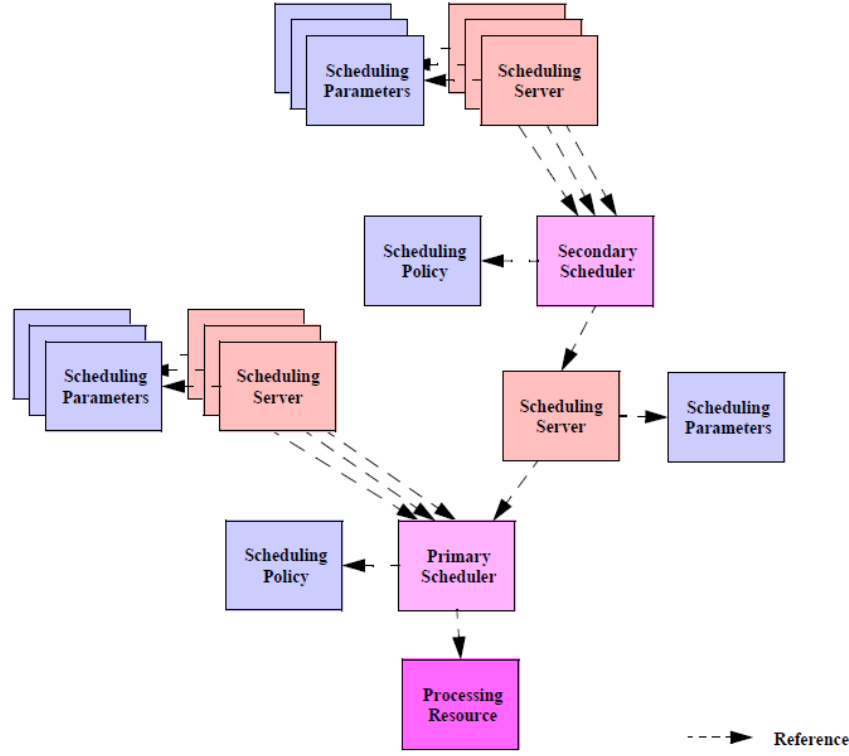 Scheduling
Parameters
Scheduling
Server
Scheduling
Policy
Secondary
Scheduler
Scheduling
Parameters
Scheduling
Server
Scheduling
Server
Scheduling
Parameters
Scheduling
Policy
Primary
Scheduler
Processing
Resource
Reference